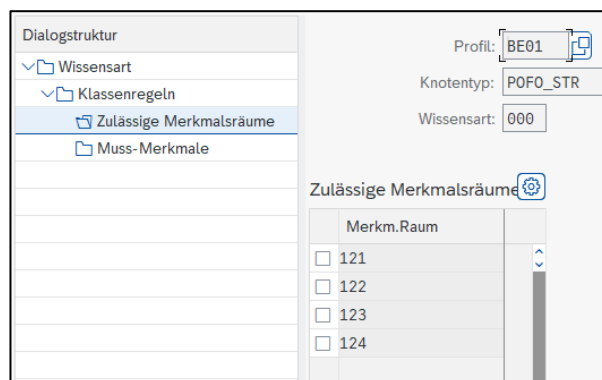 Dialogstruktur
Wissensart
Klassenregeln
Zulässige Merkmalsräume
Muss-Merkmale
Profil: BE01
Knotentyp: POFO_STR
Wissensart: 000
Zulässige Merkmalsräume
Merkm.Raum
121
122
123
124